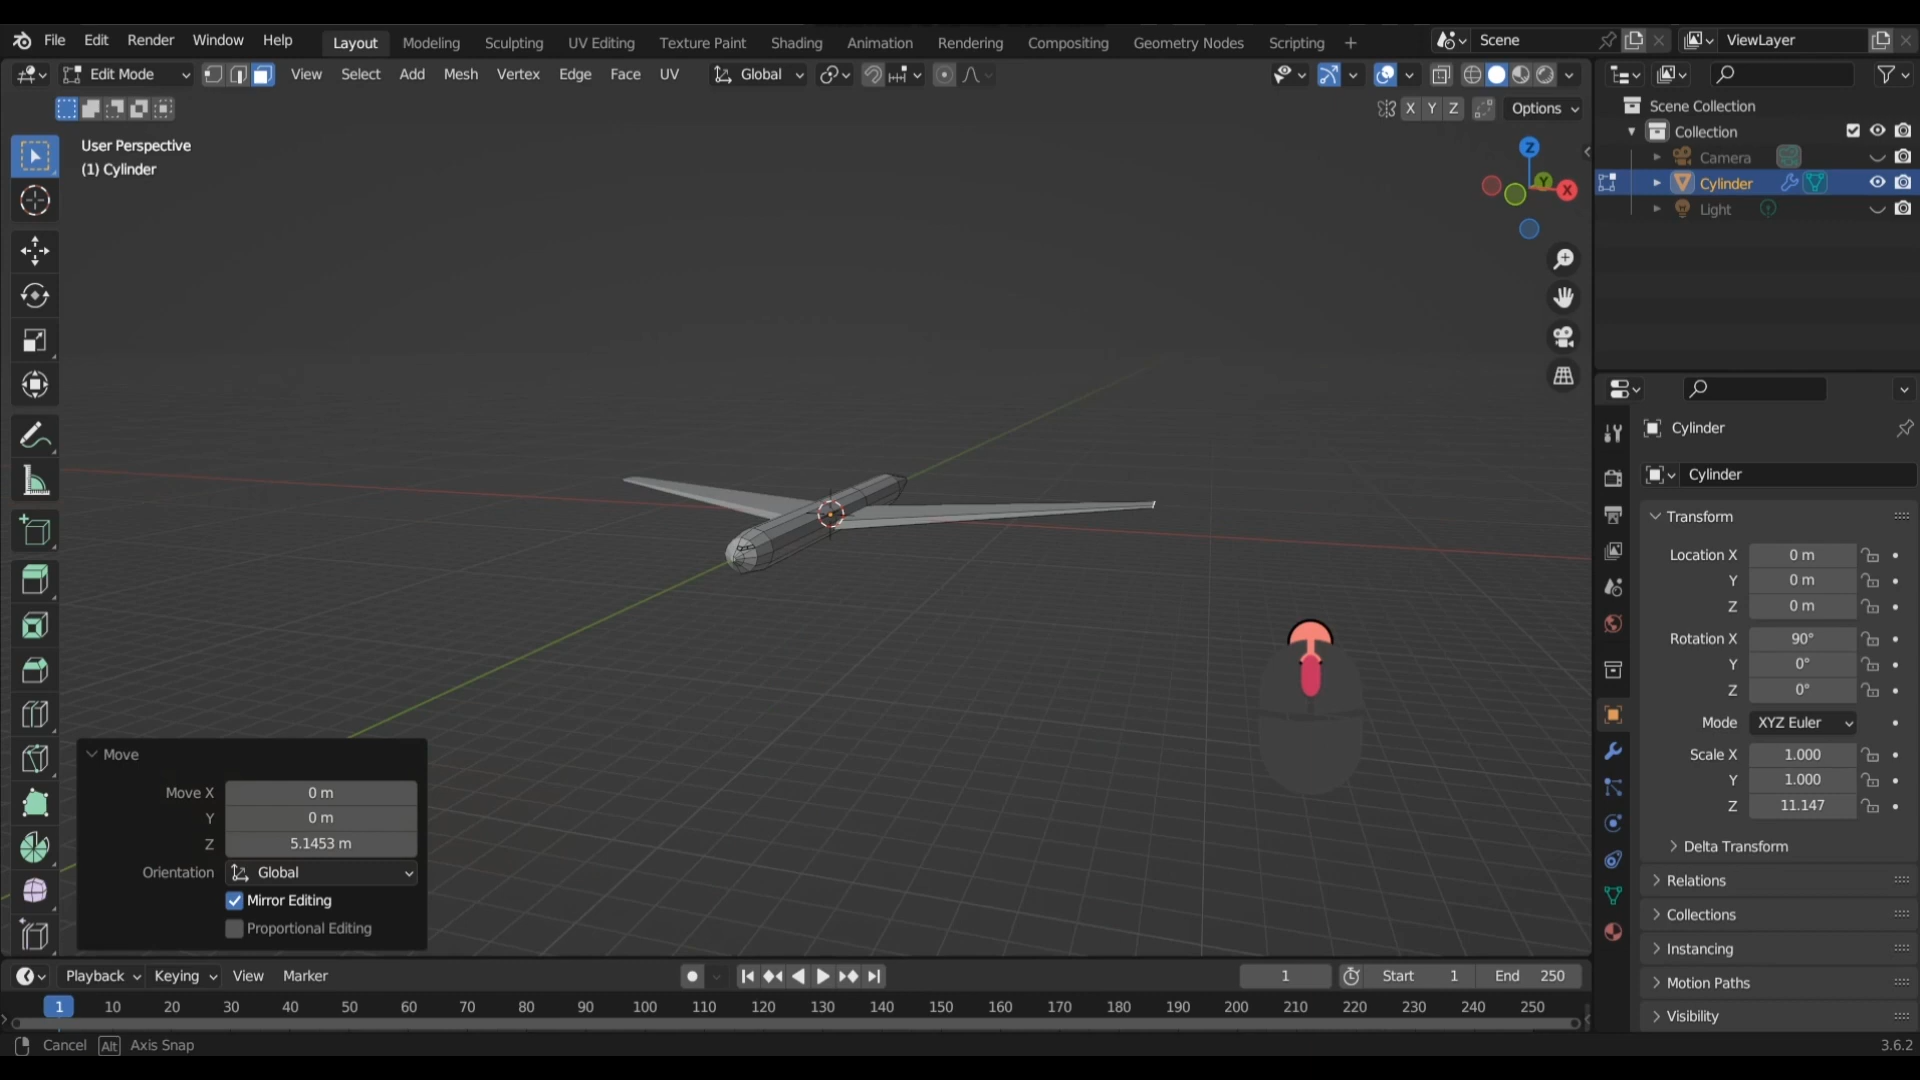 File Edit Render Window Help Layout Modeling Sculpting UV Editing Texture Paint Shading Animation Rendering Compositing Geometry Nodes Scripting + Scene ViewLayer
Edit Mode View Select Add Mesh Vertex Edge Face UV Global
X Y Z Options
User Perspective
(1) Cylinder
Z
Y
X
Scene Collection
Collection
Camera
Cylinder
Light
Cylinder
Cylinder
Transform
Location X 0 m
Y 0 m
Z 0 m
Rotation X 90°
Y 0°
Z 0°
Mode XYZ Euler
Scale X 1.000
Y 1.000
Z 11.147
Delta Transform
Relations
Collections
Instancing
Motion Paths
Visibility
Move
Move X 0 m
Y 0 m
Z 5.1453 m
Orientation Global
Mirror Editing
Proportional Editing
Playback Keying View Marker 1 Start 1 End 250
1 10 20 30 40 50 60 70 80 90 100 110 120 130 140 150 160 170 180 190 200 210 220 230 240 250
Cancel Alt Axis Snap 3.6.2